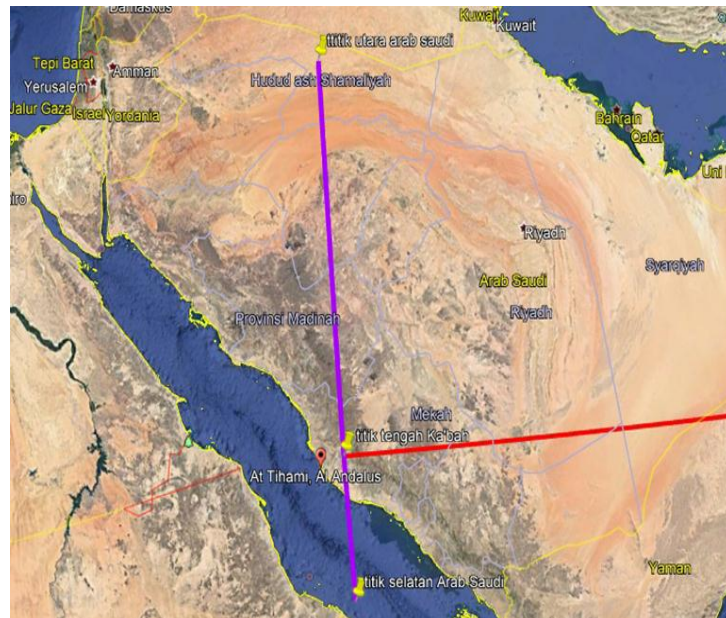 Damaskus
titik utara arab saudi
Kuwait
Kuwait
Tepi Barat
Amman
Yerusalem
Hudud ash Shamaliyah
Jalur Gaza
Israel
Yordania
Bahrain
Qatar
Uni
iro
Riyadh
Syarqiyah
Arab Saudi
Provinsi Madinah
Riyadh
Mekah
titik tengah Ka'bah
At Tihami, Al Andalus
Yaman
titik selatan Arab Saudi